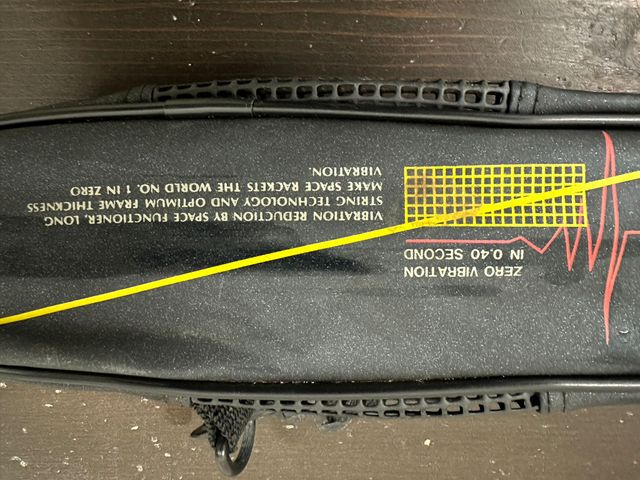 VIBRATION REDUCTION BY SPACE FUNCTIONER, LONG
STRING TECHNOLOGY AND OPTIMUM FRAME THICKNESS
MAKE SPACE RACKETS THE WORLD NO. 1 IN ZERO
VIBRATION.
ZERO VIBRATION
IN 0.40 SECOND